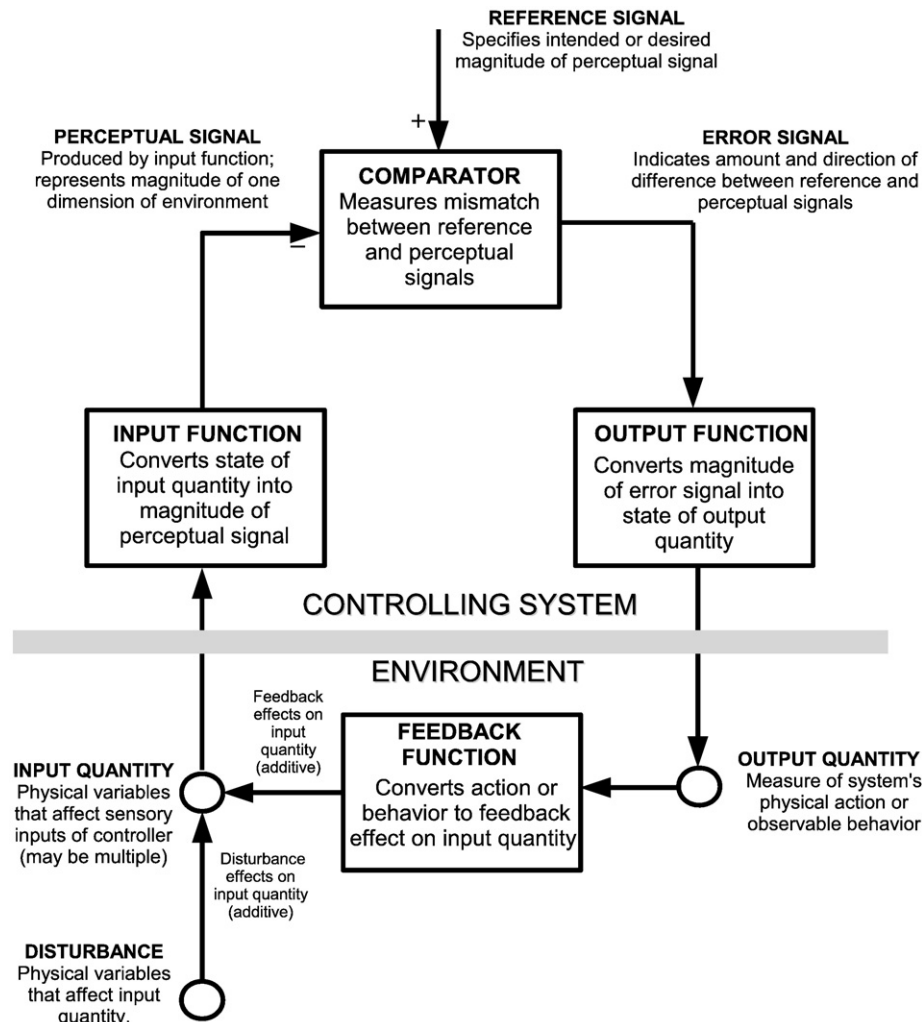 REFERENCE SIGNAL
Specifies intended or desired
magnitude of perceptual signal
+
PERCEPTUAL SIGNAL
Produced by input function;
represents magnitude of one
dimension of environment
ERROR SIGNAL
Indicates amount and direction of
difference between reference and
perceptual signals
COMPARATOR
Measures mismatch
between reference
and perceptual
signals
–
INPUT FUNCTION
Converts state of
input quantity into
magnitude of
perceptual signal
OUTPUT FUNCTION
Converts magnitude
of error signal into
state of output
quantity
CONTROLLING SYSTEM
ENVIRONMENT
Feedback
effects on
input
quantity
(additive)
FEEDBACK
FUNCTION
Converts action or
behavior to feedback
effect on input quantity
INPUT QUANTITY
Physical variables
that affect sensory
inputs of controller
(may be multiple)
OUTPUT QUANTITY
Measure of system's
physical action or
observable behavior
Disturbance
effects on
input quantity
(additive)
DISTURBANCE
Physical variables
that affect input
quantity.